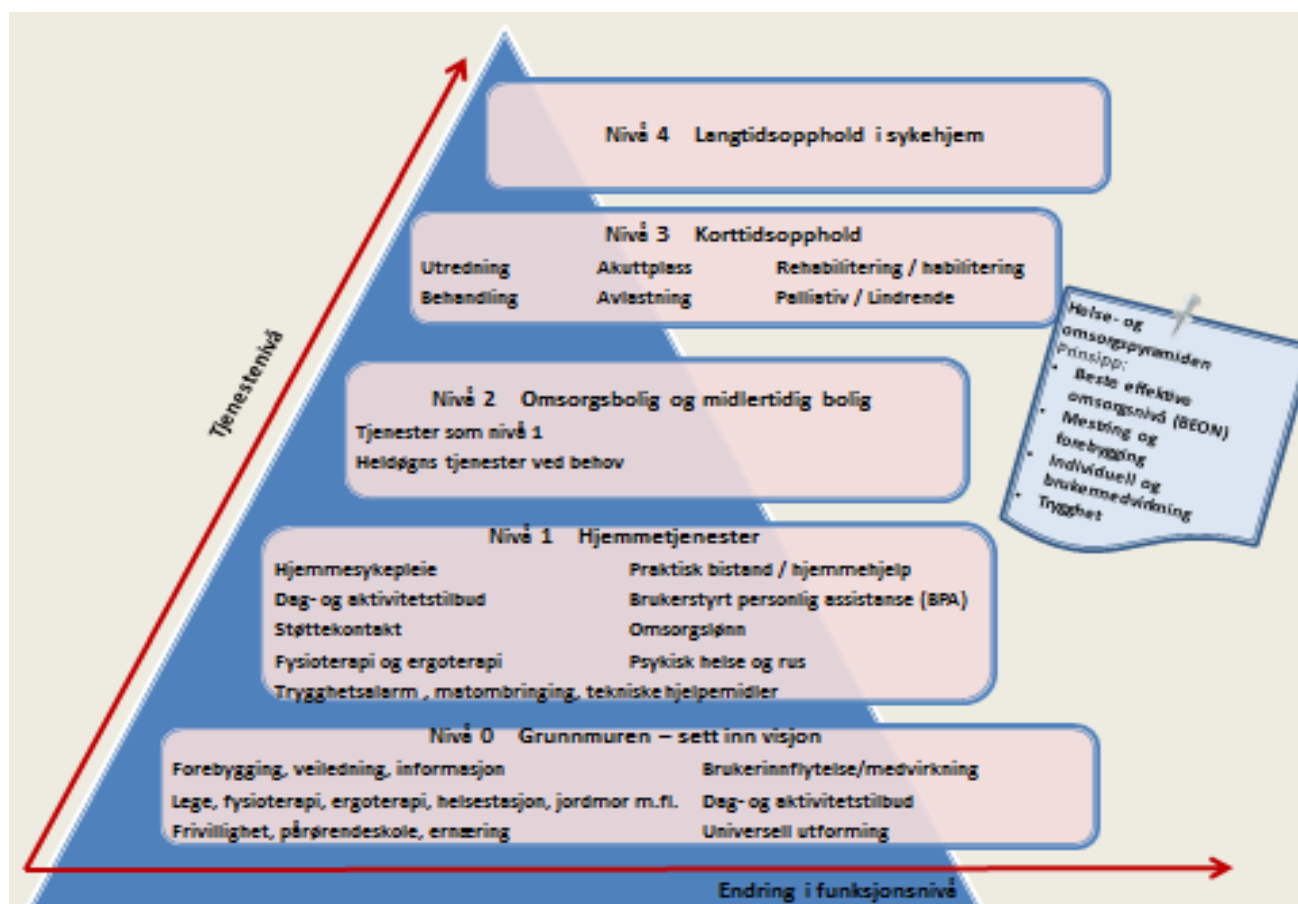 Nivå 4 Langtidsopphold i sykehjem
Nivå 3 Korttidsopphold
Utredning Akuttplass Rehabilitering / habilitering
Behandling Avlastning Palliativ / Lindrende
Helse- og
omsorgspyramiden
Prinsipp:
• Beste effektive
omsorgsnivå (BEON)
• Mestring og
forebygging
• Individuell og
brukermedvirkning
• Trygghet
Tjenestenivå
Nivå 2 Omsorgsbolig og midlertidig bolig
Tjenester som nivå 1
Heldøgns tjenester ved behov
Nivå 1 Hjemmetjenester
Hjemmesykepleie Praktisk bistand / hjemmehjelp
Dag- og aktivitetstilbud Brukerstyrt personlig assistanse (BPA)
Støttekontakt Omsorgslønn
Fysioterapi og ergoterapi Psykisk helse og rus
Trygghetsalarm , matombringing, tekniske hjelpemidler
Nivå 0 Grunnmuren – sett inn visjon
Forebygging, veiledning, informasjon Brukerinnflytelse/medvirkning
Lege, fysioterapi, ergoterapi, helsestasjon, jordmor m.fl. Dag- og aktivitetstilbud
Frivillighet, pårørendeskole, ernæring Universell utforming
Endring i funksjonsnivå